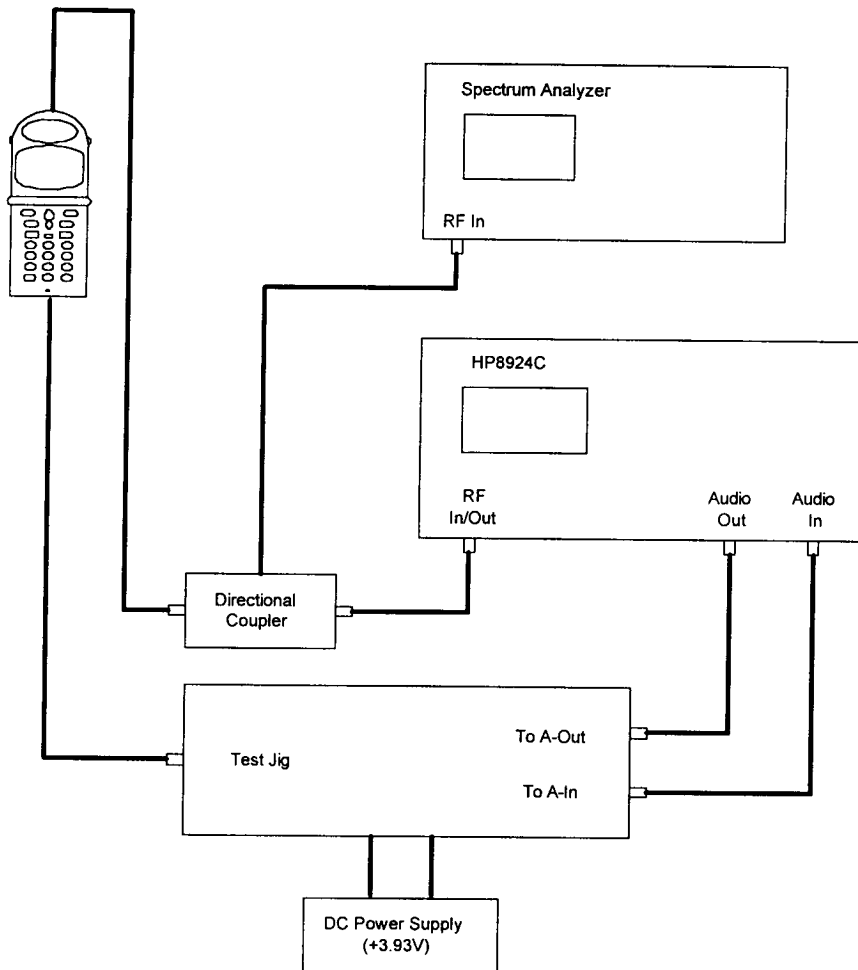 Spectrum Analyzer
RF In
HP8924C
RF
In/Out
Audio
Out
Audio
In
Directional
Coupler
To A-Out
Test Jig
To A-In
DC Power Supply
(+3.93V)